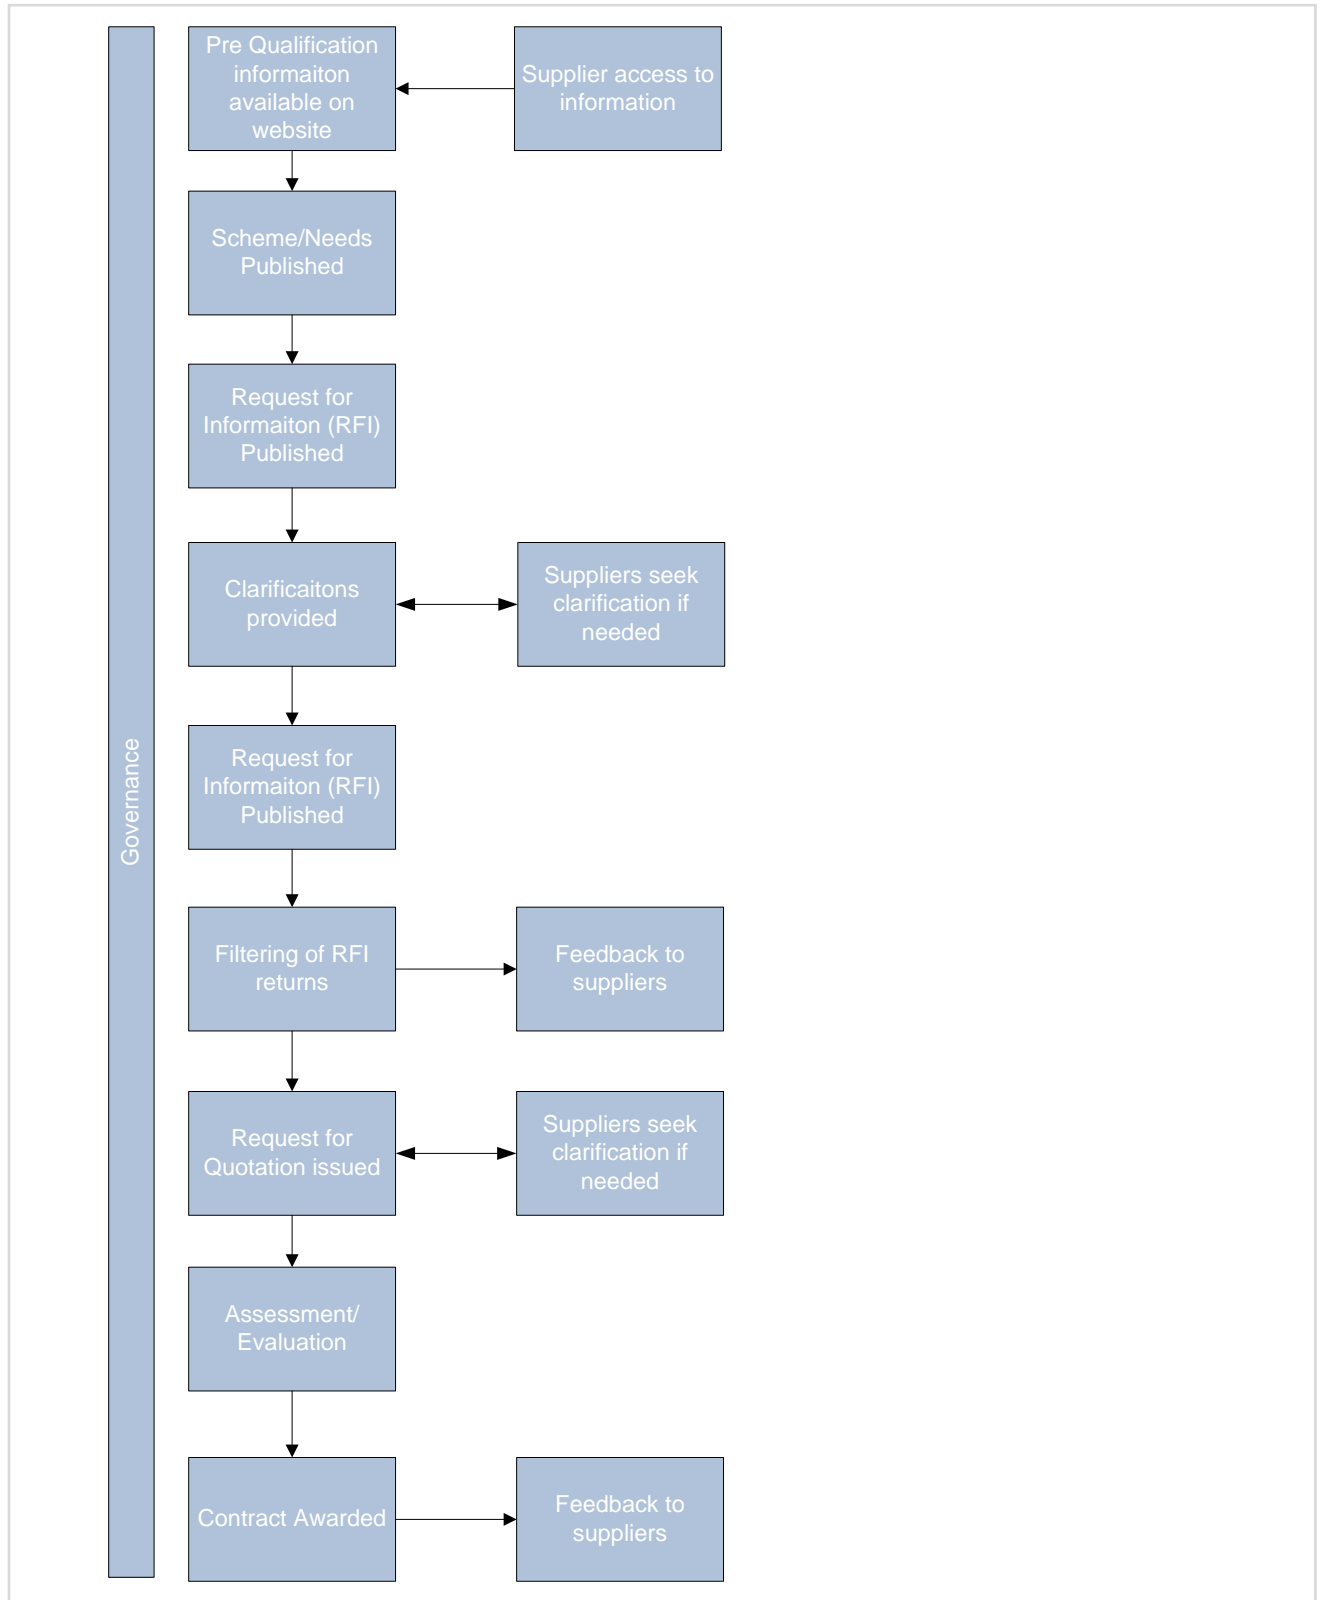 Governance
Pre Qualification
informaiton
available on
website
Supplier access to
information
Scheme/Needs
Published
Request for
Informaiton (RFI)
Published
Clarificaitons
provided
Suppliers seek
clarification if
needed
Request for
Informaiton (RFI)
Published
Filtering of RFI
returns
Feedback to
suppliers
Request for
Quotation issued
Suppliers seek
clarification if
needed
Assessment/
Evaluation
Contract Awarded
Feedback to
suppliers